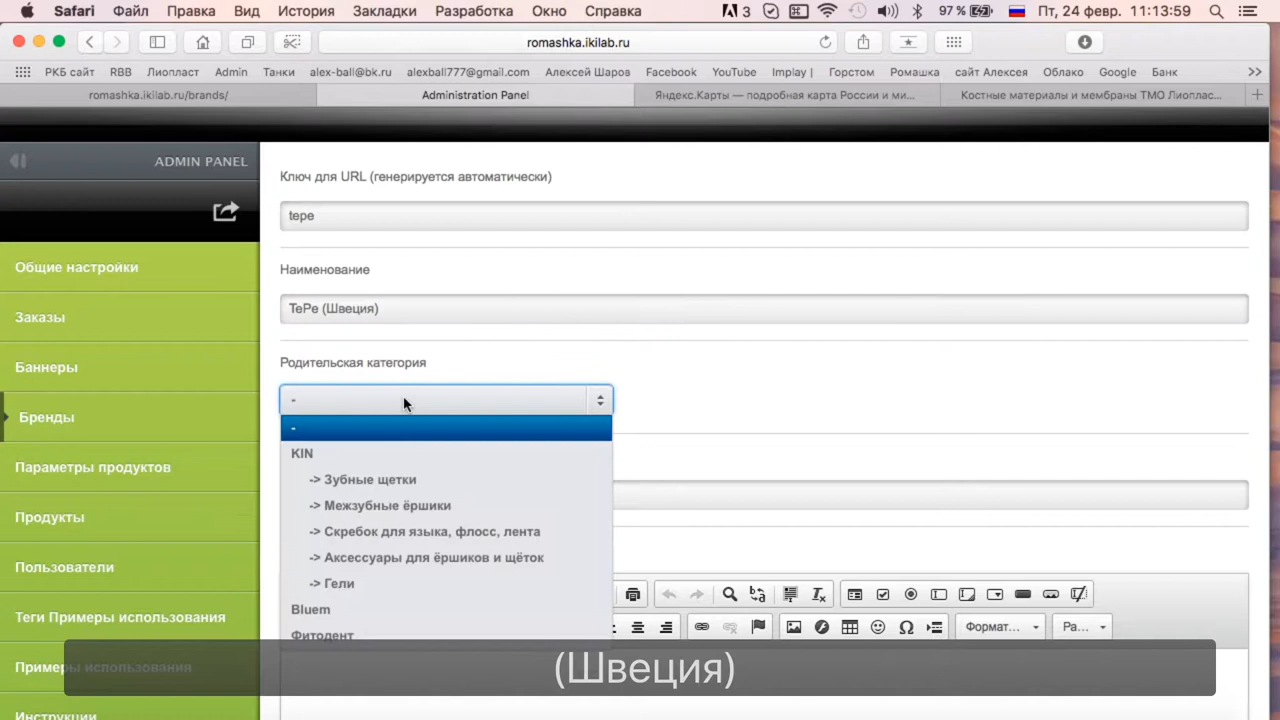 Safari Файл Правка Вид История Закладки Разработка Окно Справка 3 97 % Пт, 24 февр. 11:13:59
romashka.ikilab.ru
РКБ сайт RBB Лиопласт Admin Танки alex-ball@bk.ru alexball777@gmail.com Алексей Шаров Facebook YouTube Implay | Горстом Ромашка сайт Алексея Облако Google Банк >>
romashka.ikilab.ru/brands/ Administration Panel Яндекс.Карты — подробная карта России и ми... Костные материалы и мембраны ТМО Лиоплас... +
ADMIN PANEL
Общие настройки
Заказы
Баннеры
Бренды
Параметры продуктов
Продукты
Пользователи
Теги Примеры использования
Примеры использования
Инструкции
Ключ для URL (генерируется автоматически)
tepe
Наименование
TePe (Швеция)
Родительская категория
-
-
KIN
-> Зубные щетки
-> Межзубные ёршики
-> Скребок для языка, флосс, лента
-> Аксессуары для ёршиков и щёток
-> Гели
Bluem
Фитодент
Формат... Ра...
(Швеция)